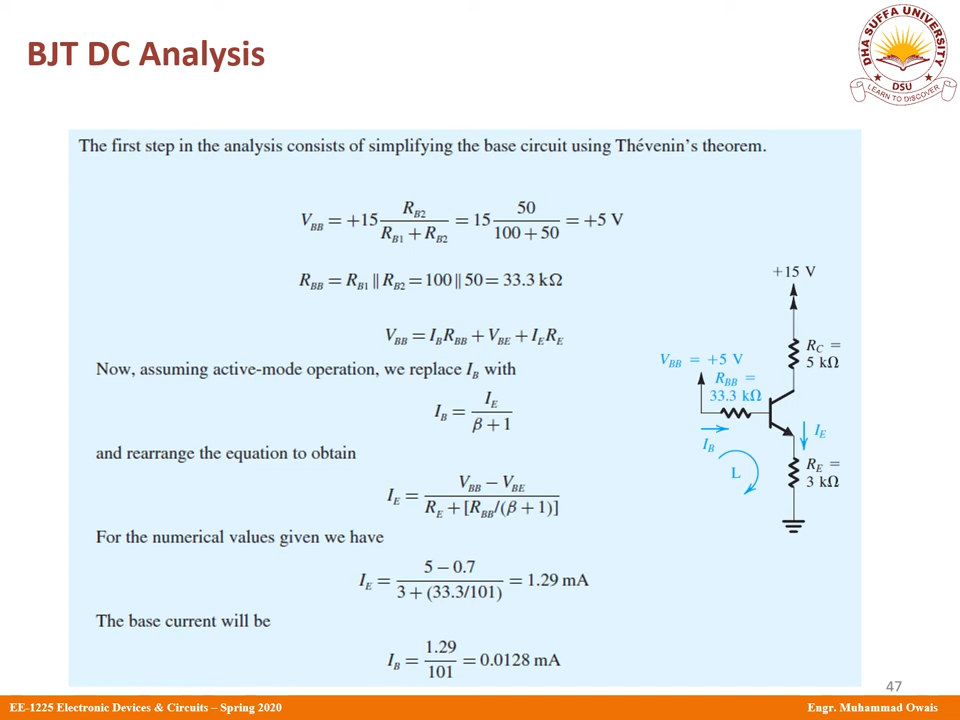 BJT DC Analysis
DHA SUFFA UNIVERSITY
DSU
LEARN TO DISCOVER
The first step in the analysis consists of simplifying the base circuit using Thévenin's theorem.
V_BB = +15 R_B2 / (R_B1 + R_B2) = 15 50 / (100 + 50) = +5 V
R_BB = R_B1 || R_B2 = 100 || 50 = 33.3 kΩ
V_BB = I_B R_BB + V_BE + I_E R_E
Now, assuming active-mode operation, we replace I_B with
I_B = I_E / (β + 1)
and rearrange the equation to obtain
I_E = (V_BB − V_BE) / (R_E + [R_BB/(β + 1)])
For the numerical values given we have
I_E = (5 − 0.7) / (3 + (33.3/101)) = 1.29 mA
The base current will be
I_B = 1.29 / 101 = 0.0128 mA
+15 V
R_C =
5 kΩ
V_BB = +5 V
R_BB =
33.3 kΩ
I_B
I_E
L
R_E =
3 kΩ
47
EE-1225 Electronic Devices & Circuits – Spring 2020
Engr. Muhammad Owais